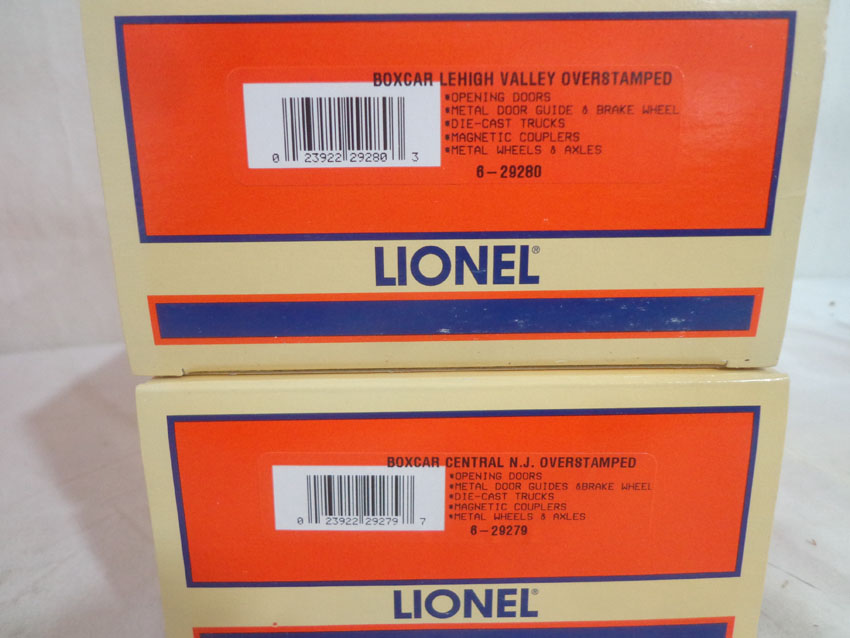 BOXCAR LEHIGH VALLEY OVERSTAMPED
*OPENING DOORS
*METAL DOOR GUIDE & BRAKE WHEEL
*DIE-CAST TRUCKS
*MAGNETIC COUPLERS
*METAL WHEELS & AXLES
0 23922 29280 3
6-29280
LIONEL®
BOXCAR CENTRAL N.J. OVERSTAMPED
*OPENING DOORS
*METAL DOOR GUIDES &BRAKE WHEEL
*DIE-CAST TRUCKS
*MAGNETIC COUPLERS
*METAL WHEELS & AXLES
0 23922 29279 7
6-29279
LIONEL®